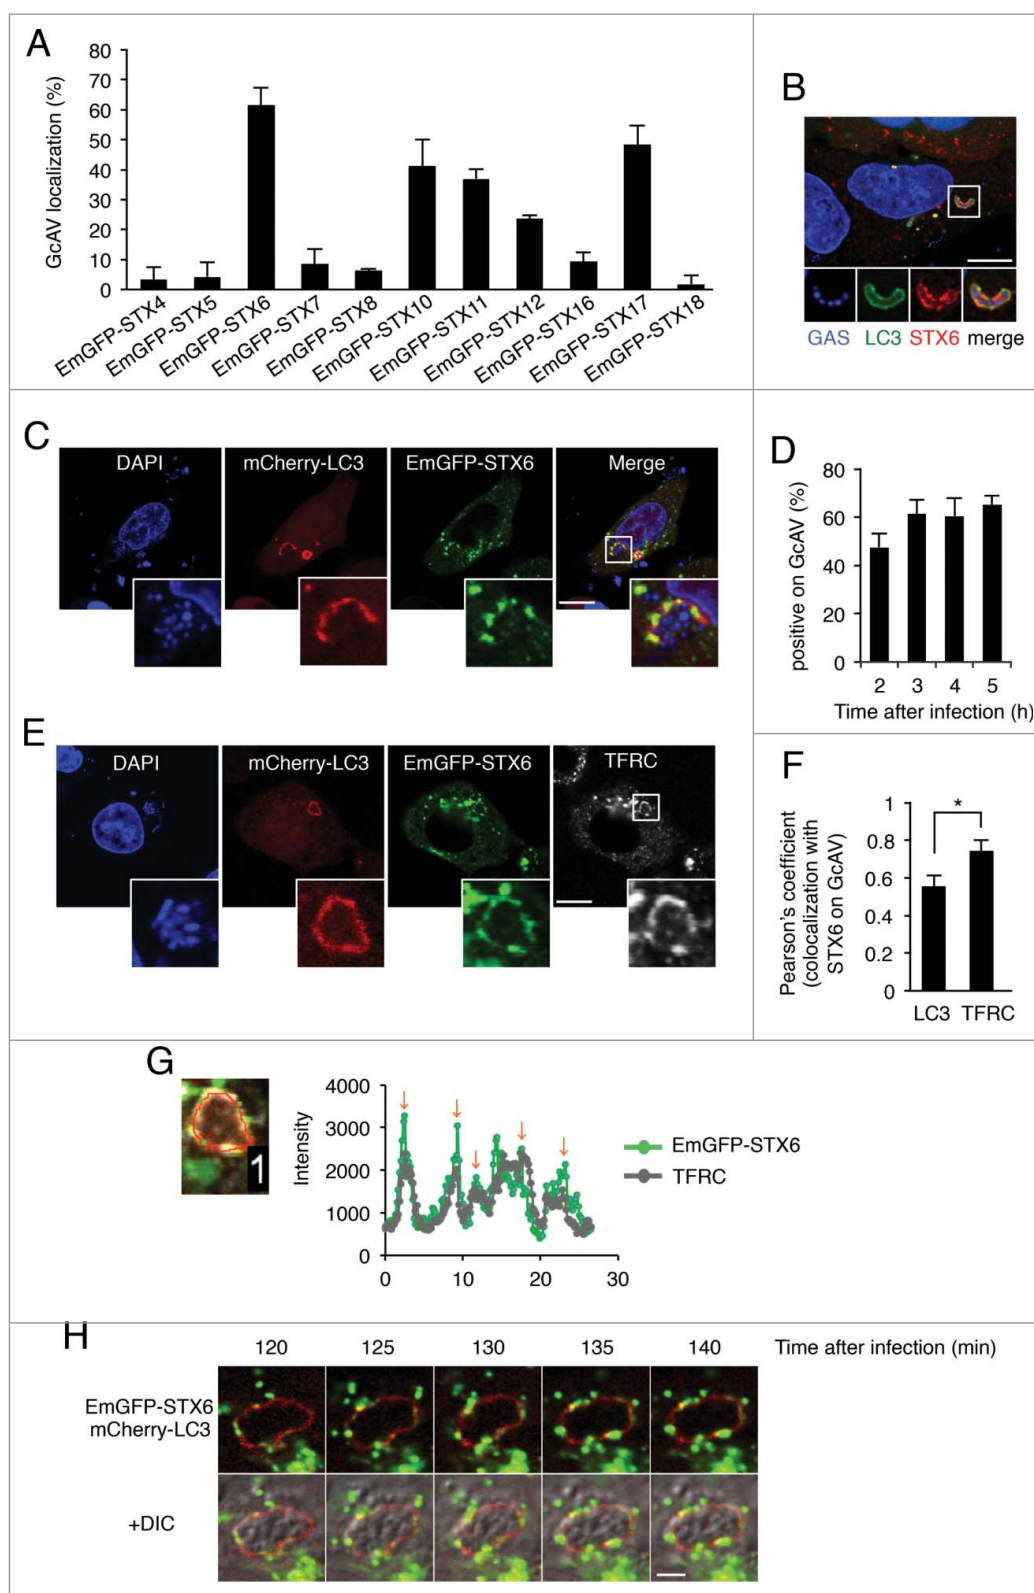 A
GcAV localization (%)
80
70
60
50
40
30
20
10
0
EmGFP-STX4
EmGFP-STX5
EmGFP-STX6
EmGFP-STX7
EmGFP-STX8
EmGFP-STX10
EmGFP-STX11
EmGFP-STX12
EmGFP-STX16
EmGFP-STX17
EmGFP-STX18
B
GAS LC3 STX6 merge
C
DAPI mCherry-LC3 EmGFP-STX6 Merge
D
positive on GcAV (%)
80
60
40
20
0
2 3 4 5
Time after infection (h)
E
DAPI mCherry-LC3 EmGFP-STX6 TFRC
F
Pearson's coefficient
(colocalization with
STX6 on GcAV)
1
0.8
0.6
0.4
0.2
0
*
LC3 TFRC
G
1
Intensity
4000
3000
2000
1000
0
0 10 20 30
EmGFP-STX6
TFRC
H
120 125 130 135 140 Time after infection (min)
EmGFP-STX6
mCherry-LC3
+DIC